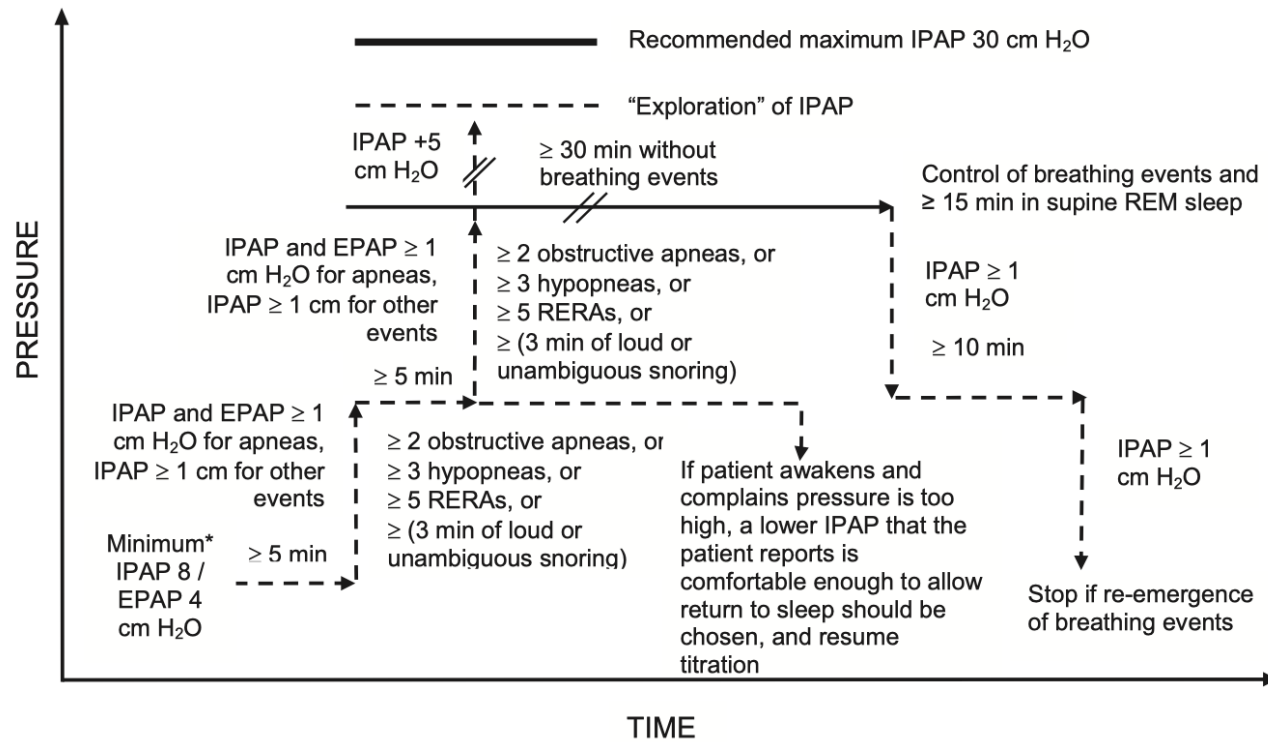 Recommended maximum IPAP 30 cm H₂O
“Exploration” of IPAP
IPAP +5
cm H₂O
≥ 30 min without
breathing events
Control of breathing events and
≥ 15 min in supine REM sleep
IPAP and EPAP ≥ 1
cm H₂O for apneas,
IPAP ≥ 1 cm for other
events
≥ 2 obstructive apneas, or
≥ 3 hypopneas, or
≥ 5 RERAs, or
≥ (3 min of loud or
unambiguous snoring)
IPAP ≥ 1
cm H₂O
≥ 10 min
≥ 5 min
IPAP and EPAP ≥ 1
cm H₂O for apneas,
IPAP ≥ 1 cm for other
events
≥ 2 obstructive apneas, or
≥ 3 hypopneas, or
≥ 5 RERAs, or
≥ (3 min of loud or
unambiguous snoring)
If patient awakens and
complains pressure is too
high, a lower IPAP that the
patient reports is
comfortable enough to allow
return to sleep should be
chosen, and resume
titration
IPAP ≥ 1
cm H₂O
Minimum*
IPAP 8 /
EPAP 4
cm H₂O
≥ 5 min
Stop if re-emergence
of breathing events
PRESSURE
TIME